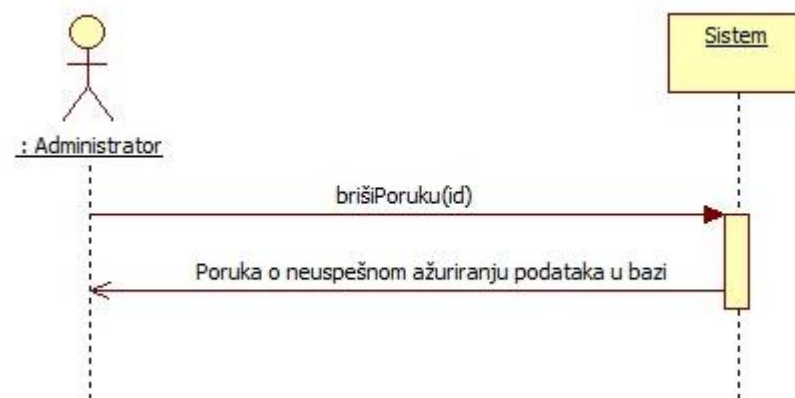 Sistem
: Administrator
brišiPoruku(id)
Poruka o neuspešnom ažuriranju podataka u bazi